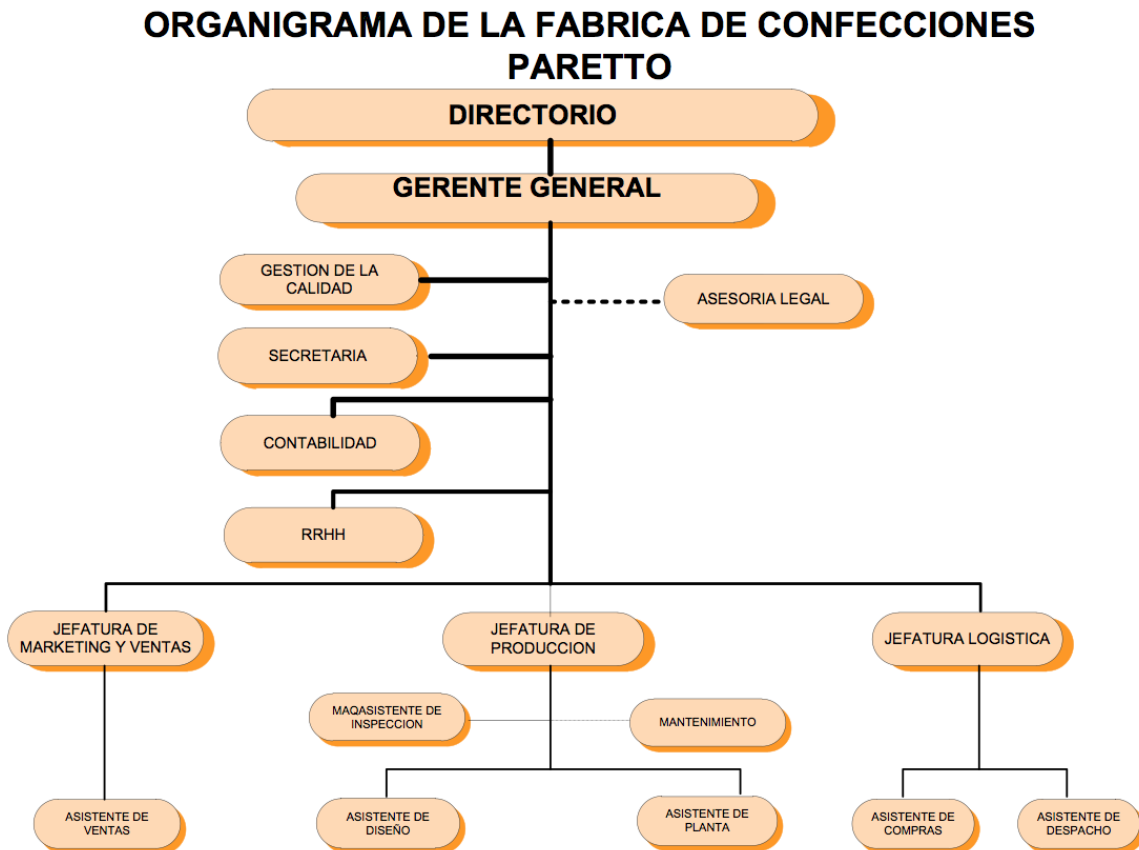 ORGANIGRAMA DE LA FABRICA DE CONFECCIONES
PARETTO
DIRECTORIO
GERENTE GENERAL
GESTION DE LA
CALIDAD
ASESORIA LEGAL
SECRETARIA
CONTABILIDAD
RRHH
JEFATURA DE
MARKETING Y VENTAS
JEFATURA DE
PRODUCCION
JEFATURA LOGISTICA
MAQASISTENTE DE
INSPECCION
MANTENIMIENTO
ASISTENTE DE
VENTAS
ASISTENTE DE
DISEÑO
ASISTENTE DE
PLANTA
ASISTENTE DE
COMPRAS
ASISTENTE DE
DESPACHO